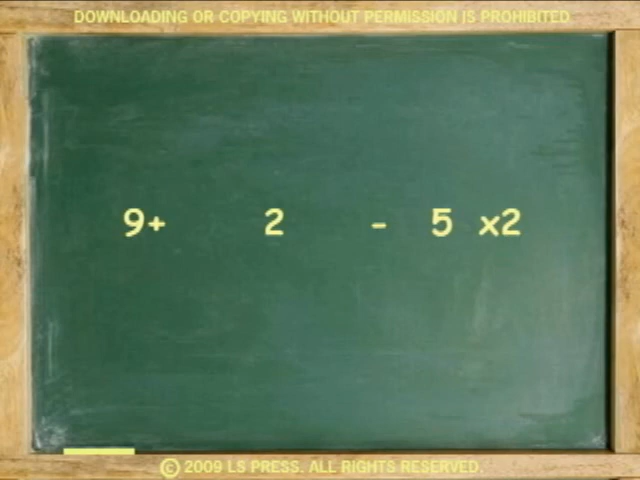 DOWNLOADING OR COPYING WITHOUT PERMISSION IS PROHIBITED
9+ 2 - 5 x2
© 2009 LS PRESS. ALL RIGHTS RESERVED.